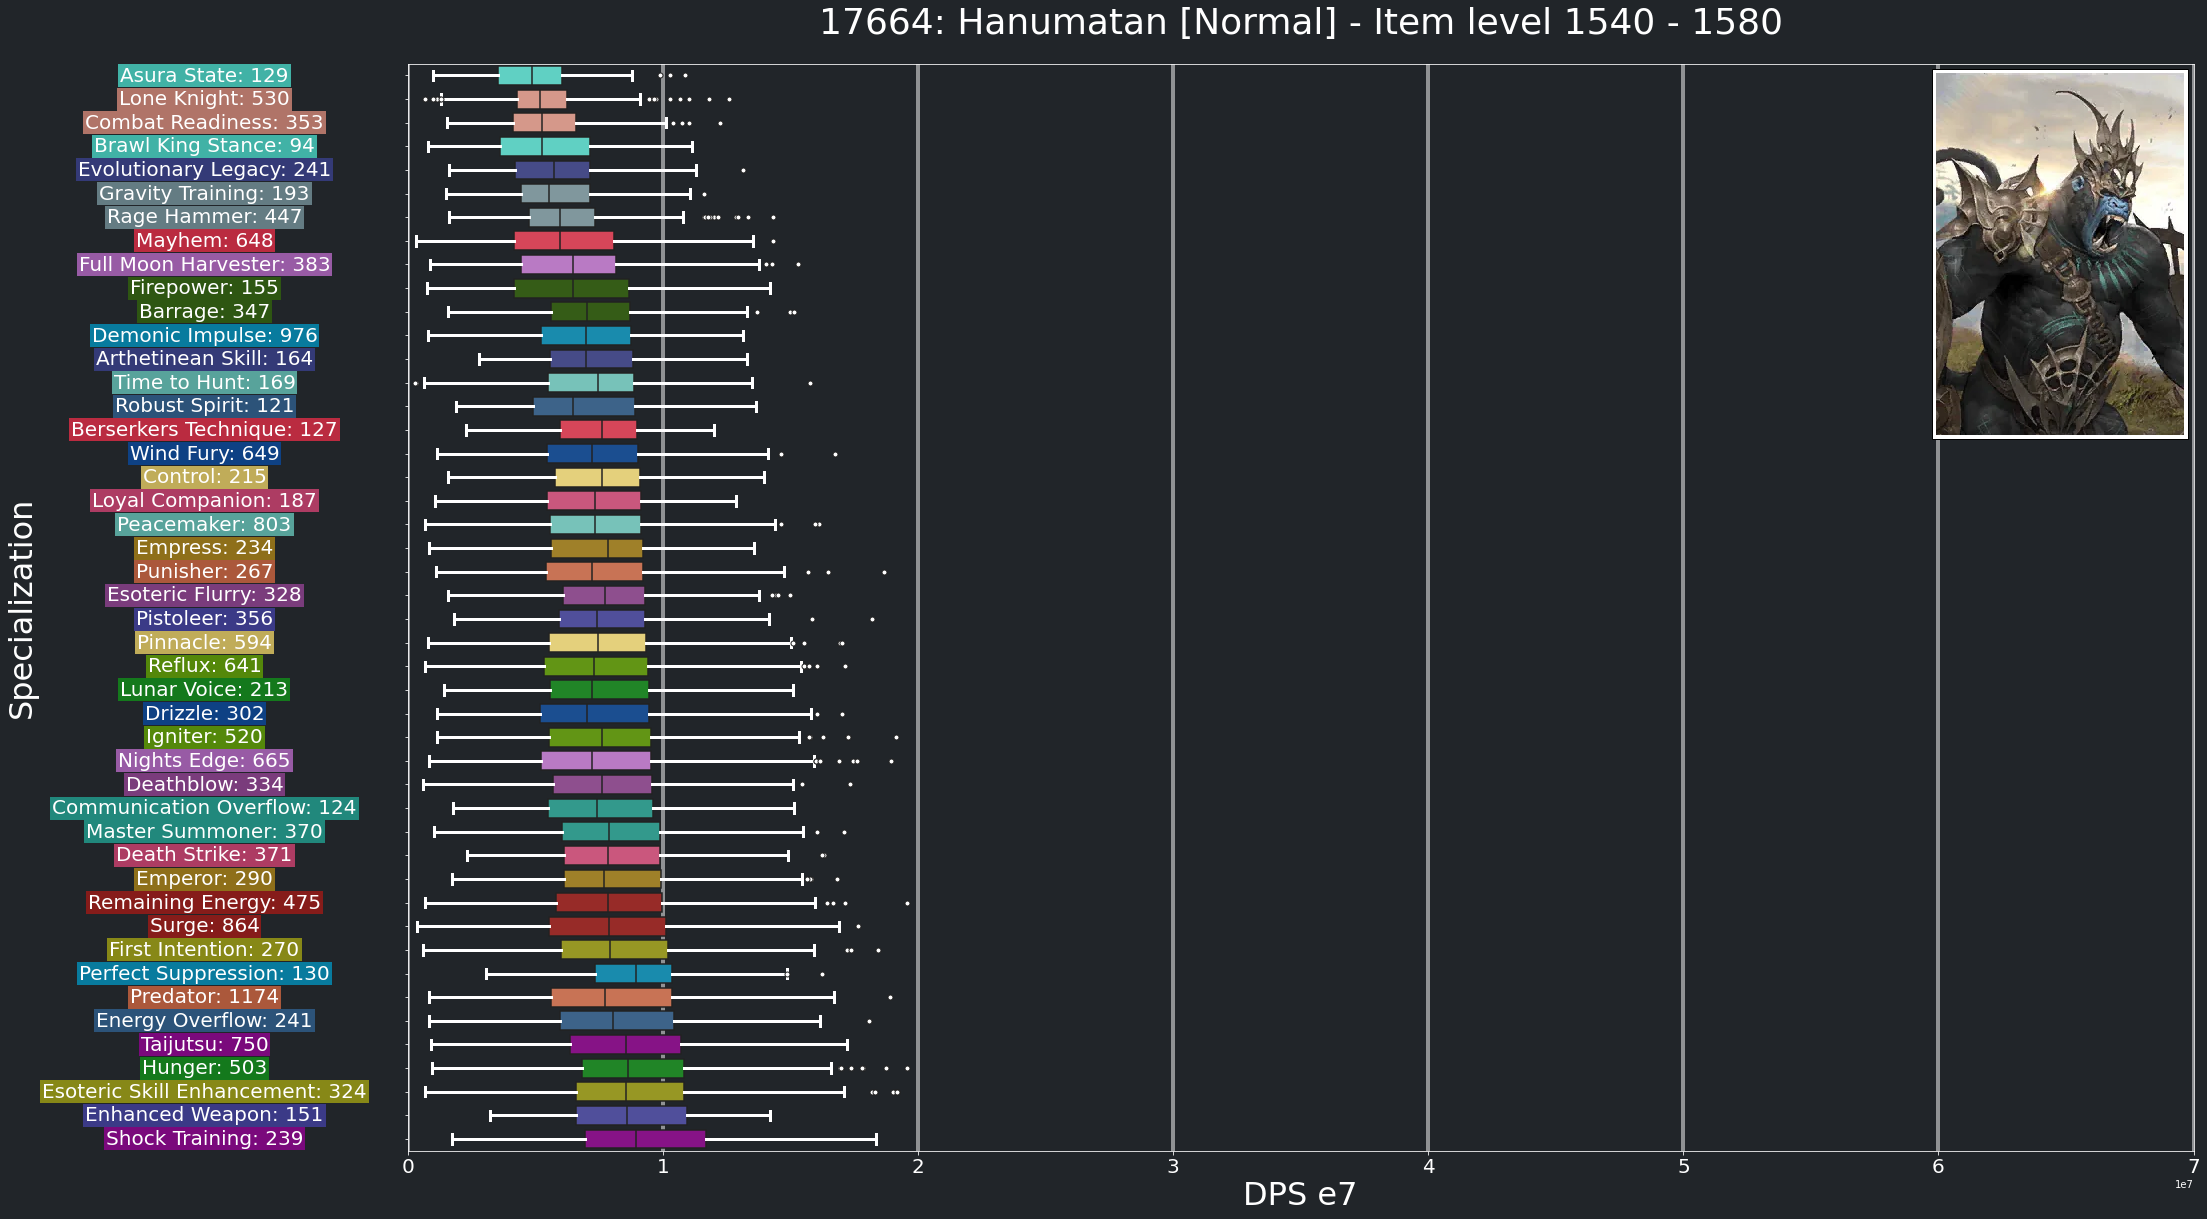 17664: Hanumatan [Normal] - Item level 1540 - 1580
Specialization
Asura State: 129
Lone Knight: 530
Combat Readiness: 353
Brawl King Stance: 94
Evolutionary Legacy: 241
Gravity Training: 193
Rage Hammer: 447
Mayhem: 648
Full Moon Harvester: 383
Firepower: 155
Barrage: 347
Demonic Impulse: 976
Arthetinean Skill: 164
Time to Hunt: 169
Robust Spirit: 121
Berserkers Technique: 127
Wind Fury: 649
Control: 215
Loyal Companion: 187
Peacemaker: 803
Empress: 234
Punisher: 267
Esoteric Flurry: 328
Pistoleer: 356
Pinnacle: 594
Reflux: 641
Lunar Voice: 213
Drizzle: 302
Igniter: 520
Nights Edge: 665
Deathblow: 334
Communication Overflow: 124
Master Summoner: 370
Death Strike: 371
Emperor: 290
Remaining Energy: 475
Surge: 864
First Intention: 270
Perfect Suppression: 130
Predator: 1174
Energy Overflow: 241
Taijutsu: 750
Hunger: 503
Esoteric Skill Enhancement: 324
Enhanced Weapon: 151
Shock Training: 239
0 1 2 3 4 5 6 7
1e7
DPS e7